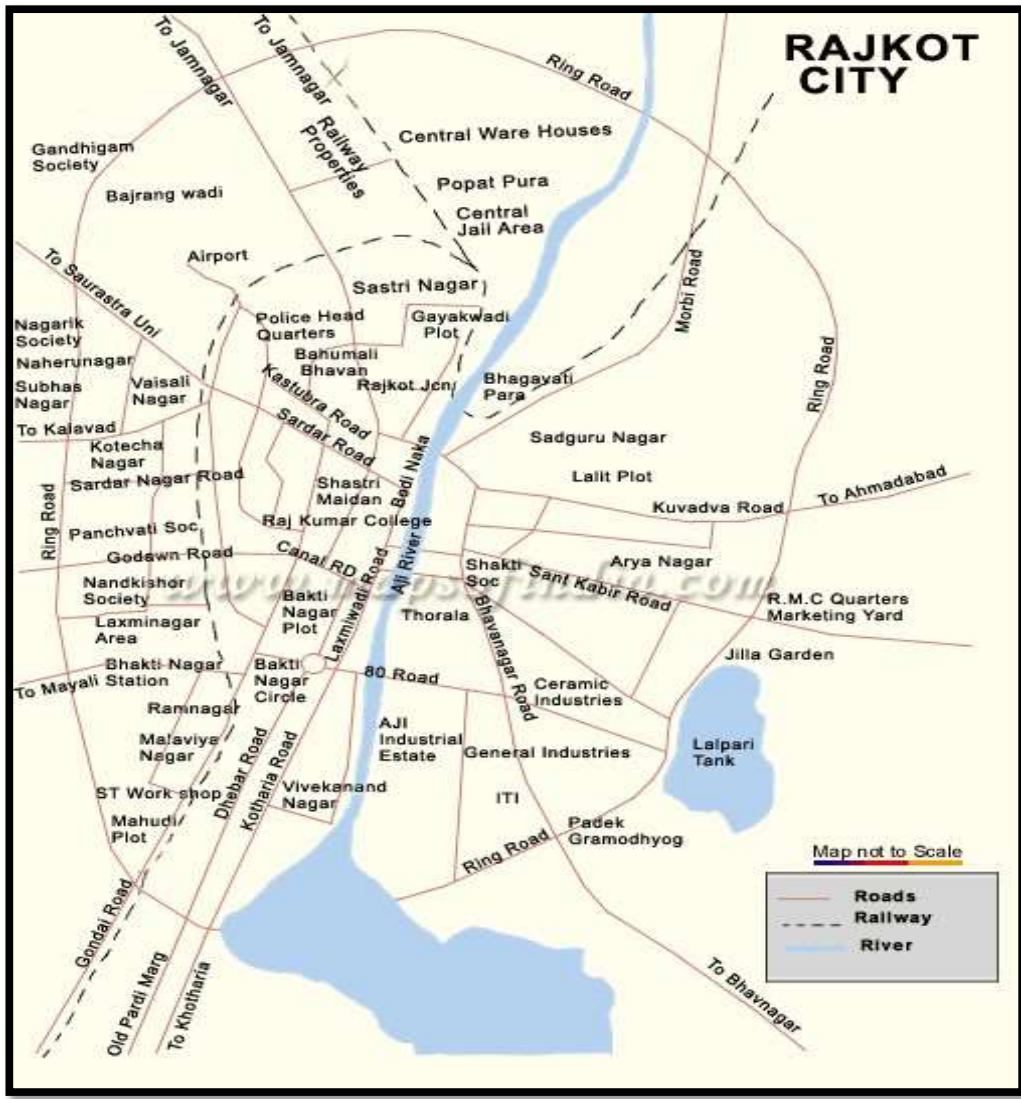 RAJKOT
CITY
To Jamnagar
To Jamnagar
Railway
Properties
Ring Road
Central Ware Houses
Gandhigam
Society
Bajrang wadi
Popat Pura
Central
Jail Area
Airport
To Saurastra Uni
Sastri Nagar
Morbi Road
Nagarik
Society
Police Head
Quarters
Gayakwadi
Plot
Naherunagar
Bahumali
Bhavan
Ring Road
Subhas
Nagar
Vaisali
Nagar
Kastubra Road
Rajkot Jcn
Bhagavati
Para
To Kalavad
Sardar Road
Bedi Naka
Sadguru Nagar
Kotecha
Nagar
Sardar Nagar Road
Shastri
Maidan
Lalit Plot
To Ahmadabad
Kuvadva Road
Ring Road
Panchvati Soc
Raj Kumar College
Godawn Road
Canal RD
Laxmiwadi Road
Aji River
Shakti
Soc
Arya Nagar
Sant Kabir Road
www.mapsofindia.com
Nandkishor
Society
Bakti
Nagar
Plot
Thorala
Bhavanagar Road
R.M.C Quarters
Marketing Yard
Laxminagar
Area
Jilla Garden
Bhakti Nagar
Station
To Mayali
Bakti
Nagar
Circle
80 Road
Ceramic
Industries
Ramnagar
AJI
Industrial
Estate
General Industries
Lalpari
Tank
Malaviya
Nagar
Dhebar Road
Kotharia Road
ST Work shop
Vivekanand
Nagar
ITI
Mahudi
Plot
Ring Road
Padek
Gramodhyog
Map not to Scale
Roads
Railway
River
Gondal Road
Old Pardi Marg
To Khotharia
To Bhavnagar